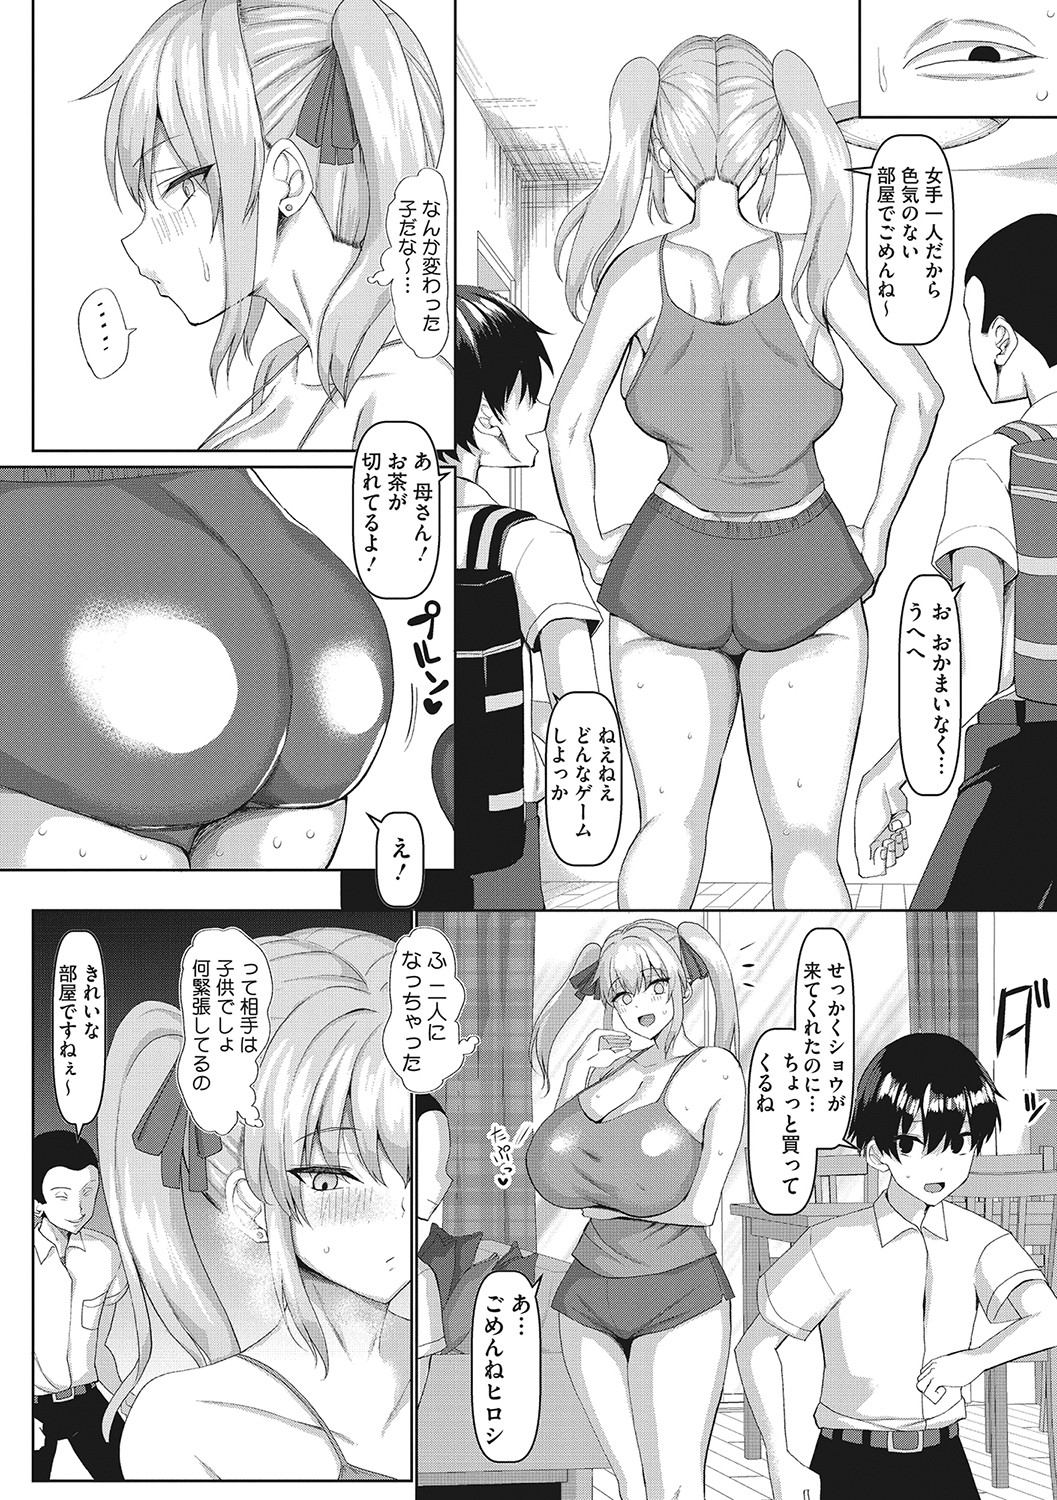 女手一人だから
色気のない
部屋でごめんね～
お おかまいなく…
うへへ
ねえねえ
どんなゲーム
しよっか
なんか変わった
子だな～…
……
あ 母さん！
お茶が
切れてるよ！
プルンっ♥
え！
ダッ
せっかくショウが
来てくれたのに…
ちょっと買って
くるね
たぷっ♥
あ…
ごめんねヒロシ
ふ 二人に
なっちゃった
って相手は
子供でしょ
何緊張してるの
きれいな
部屋ですねぇ～